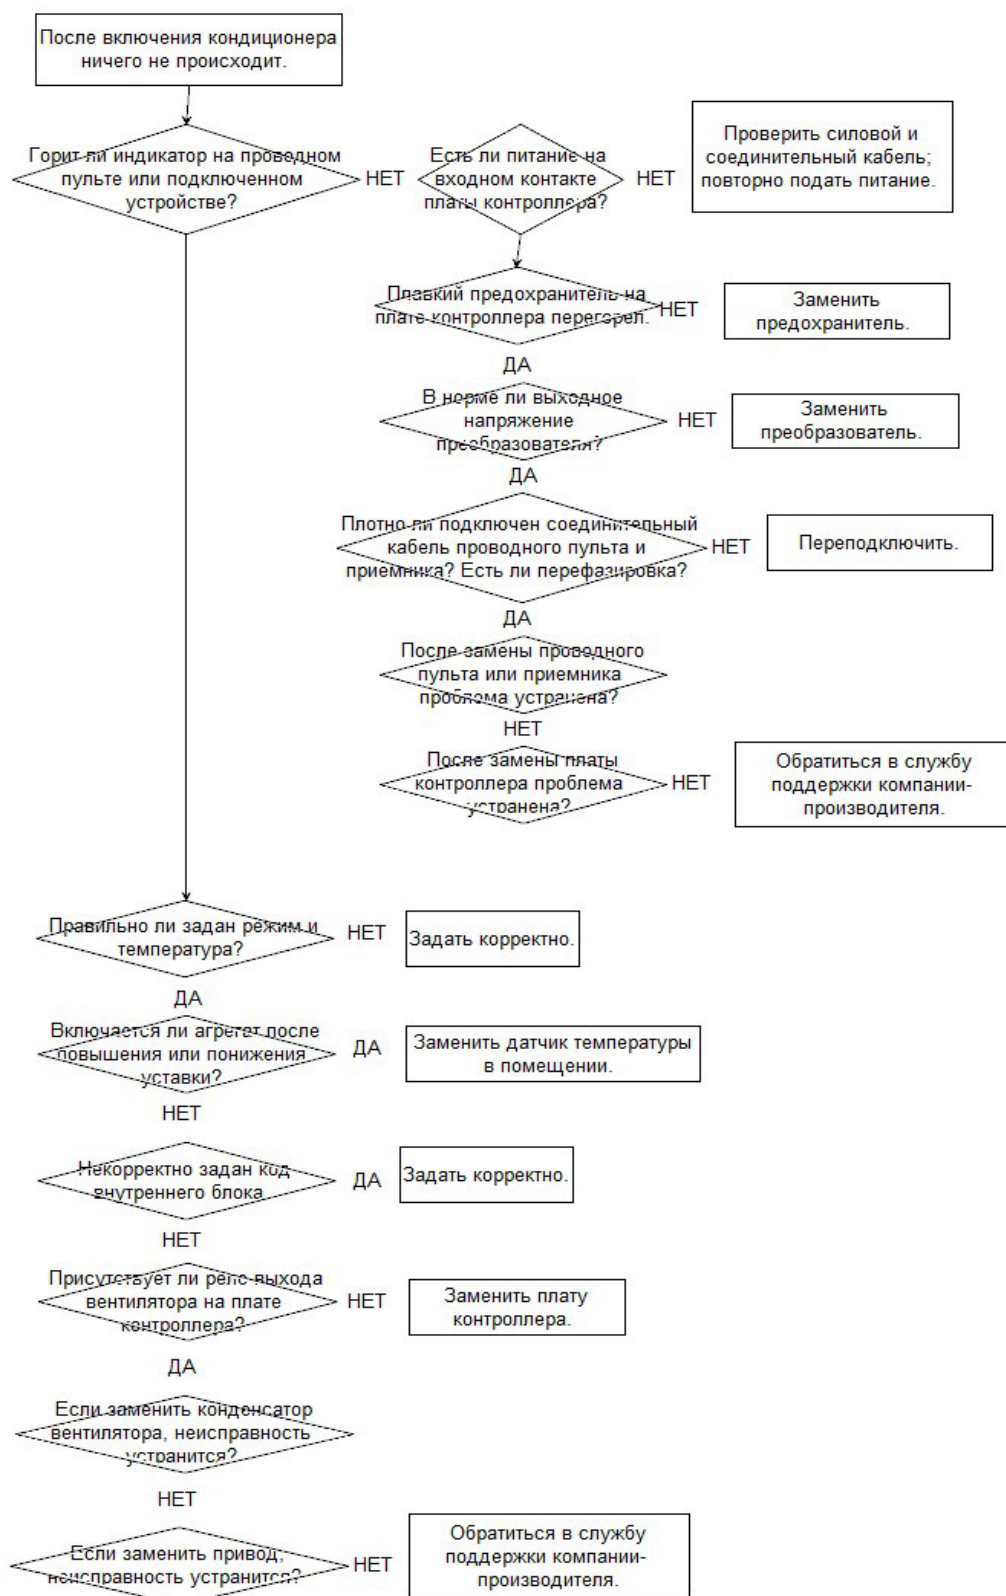 После включения кондиционера
ничего не происходит.
Горит ли индикатор на проводном
пульте или подключенном
устройстве?
НЕТ
Есть ли питание на
входном контакте
платы контроллера?
НЕТ
Проверить силовой и
соединительный кабель;
повторно подать питание.
Плавкий предохранитель на
плате контроллера перегорел.
НЕТ
Заменить
предохранитель.
ДА
В норме ли выходное
напряжение
преобразователя?
НЕТ
Заменить
преобразователь.
ДА
Плотно ли подключен соединительный
кабель проводного пульта и
приемника? Есть ли перефазировка?
НЕТ
Переподключить.
ДА
После замены проводного
пульта или приемника
проблема устранена?
НЕТ
После замены платы
контроллера проблема
устранена?
НЕТ
Обратиться в службу
поддержки компании-
производителя.
Правильно ли задан режим и
температура?
НЕТ
Задать корректно.
ДА
Включается ли агрегат после
повышения или понижения
уставки?
ДА
Заменить датчик температуры
в помещении.
НЕТ
Некорректно задан код
внутреннего блока
ДА
Задать корректно.
НЕТ
Присутствует ли реле выхода
вентилятора на плате
контроллера?
НЕТ
Заменить плату
контроллера.
ДА
Если заменить конденсатор
вентилятора, неисправность
устранится?
НЕТ
Если заменить привод,
неисправность устранится?
НЕТ
Обратиться в службу
поддержки компании-
производителя.